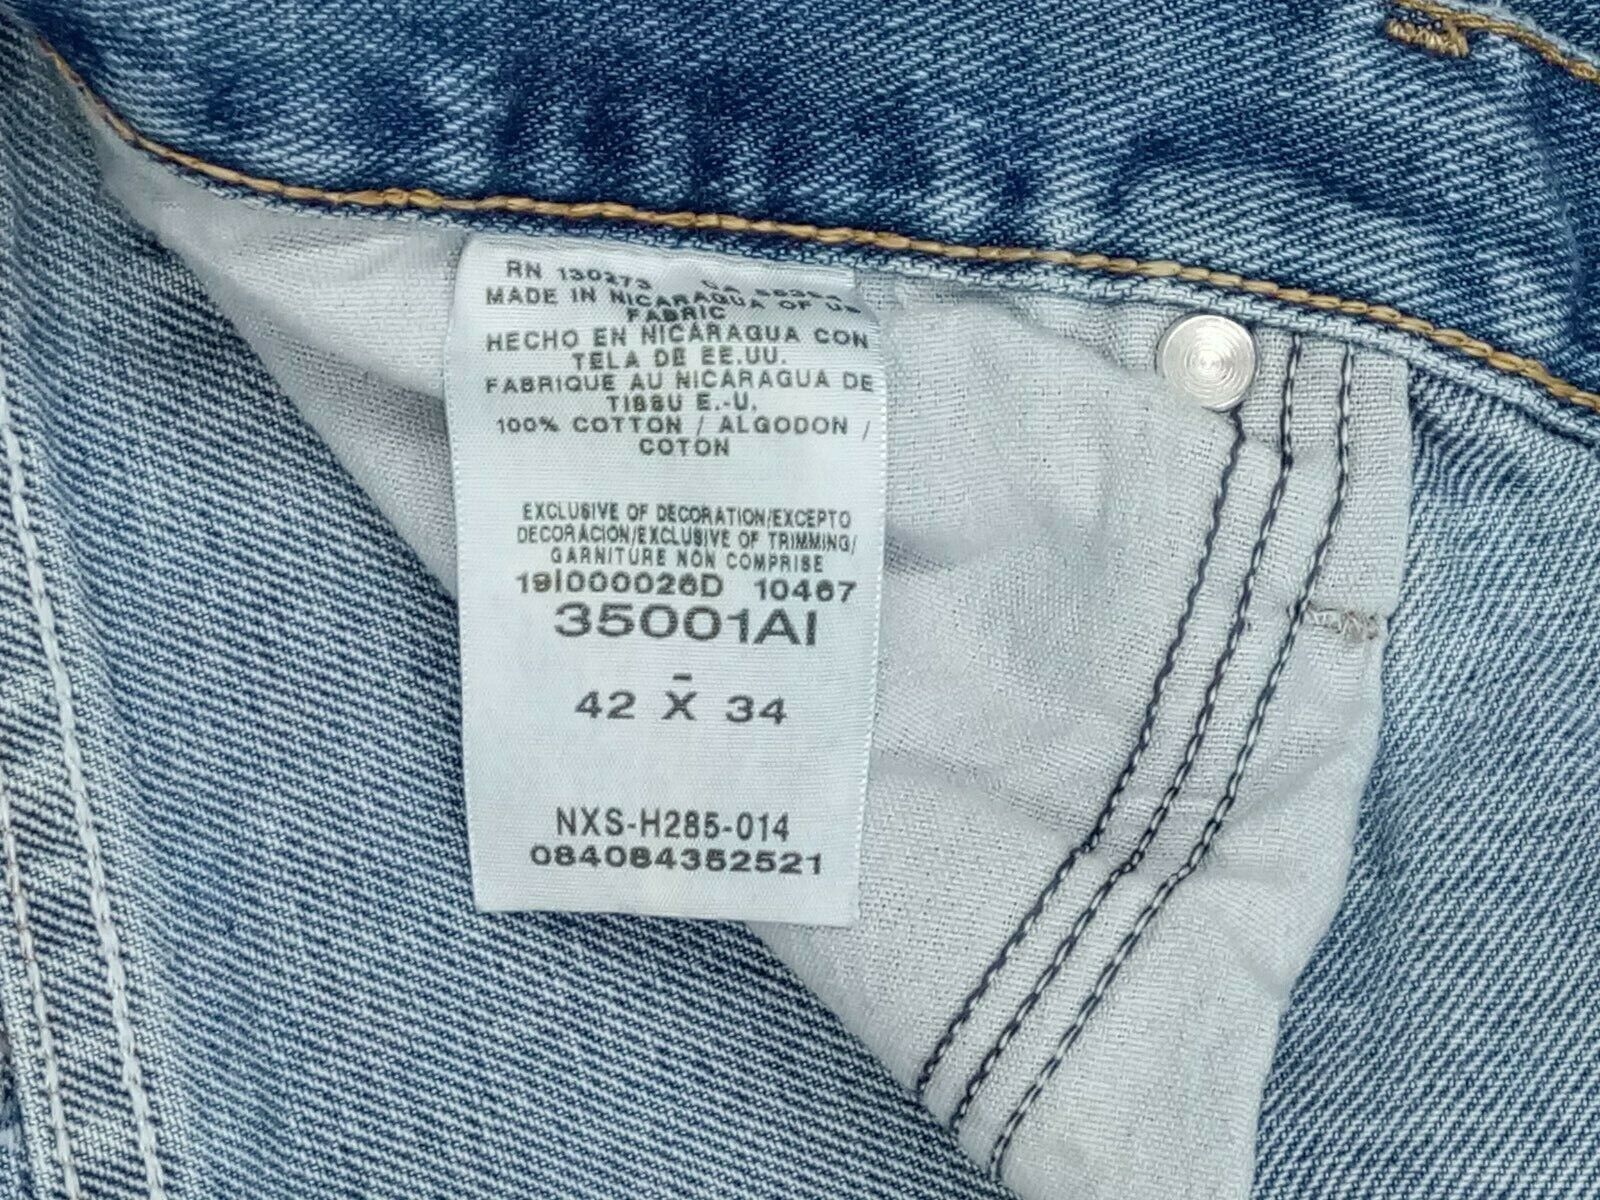 RN 130273 CA
MADE IN NICARAGUA OF US
FABRIC
HECHO EN NICARAGUA CON
TELA DE EE.UU.
FABRIQUE AU NICARAGUA DE
TISSU E.-U.
100% COTTON / ALGODON /
COTON
EXCLUSIVE OF DECORATION/EXCEPTO
DECORACION/EXCLUSIVE OF TRIMMING/
GARNITURE NON COMPRISE
19I000026D 10467
35001AI
-
42 X 34
NXS-H285-014
084084352521